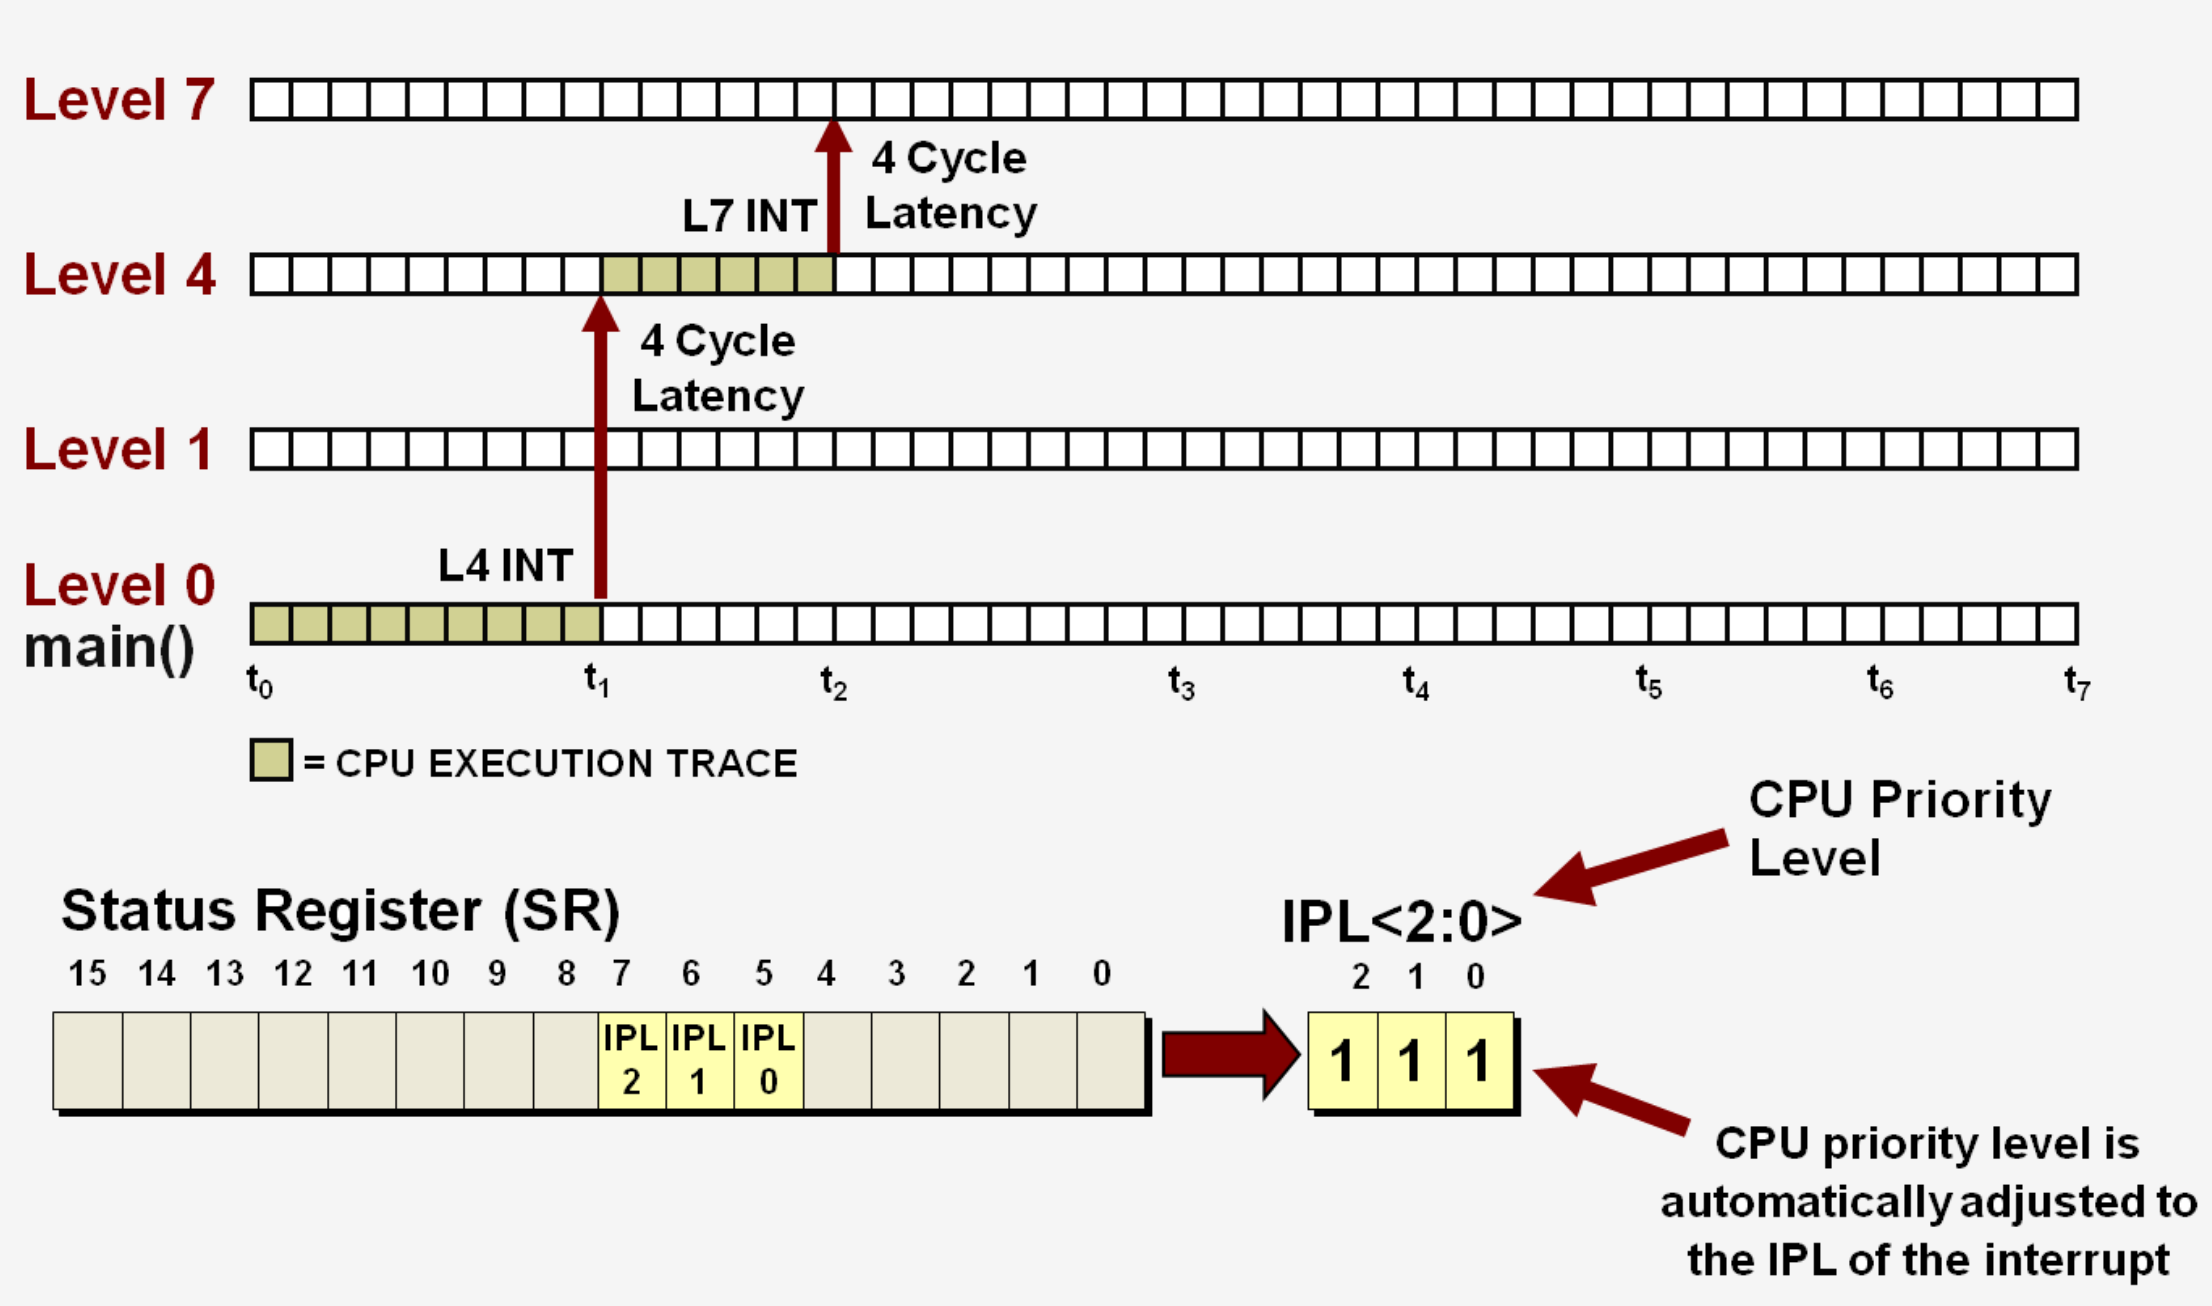 Level 7
4 Cycle
Latency
L7 INT
Level 4
4 Cycle
Latency
Level 1
L4 INT
Level 0
main()
t0 t1 t2 t3 t4 t5 t6 t7
= CPU EXECUTION TRACE
CPU Priority
Level
Status Register (SR)
IPL<2:0>
15 14 13 12 11 10 9 8 7 6 5 4 3 2 1 0
2 1 0
IPL IPL IPL
2 1 0
1 1 1
CPU priority level is
automatically adjusted to
the IPL of the interrupt